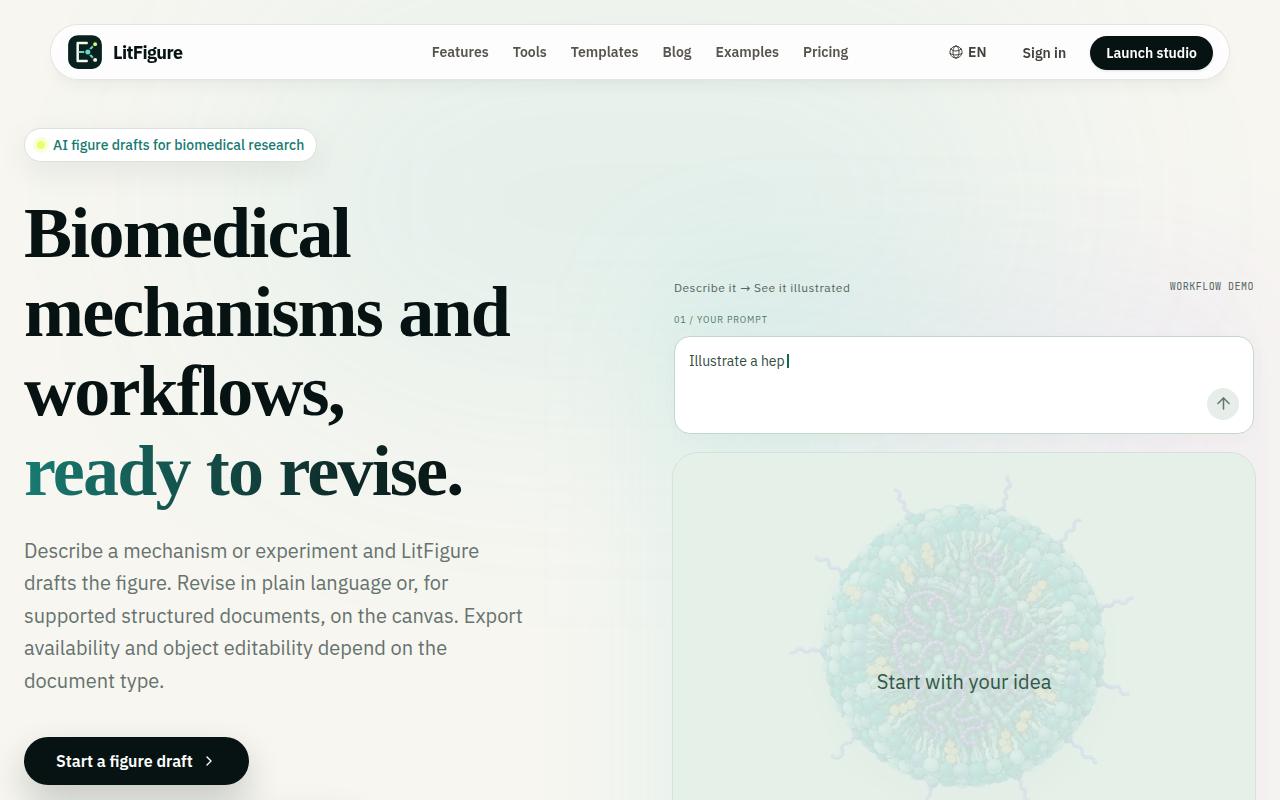 LitFigure
Features Tools Templates Blog Examples Pricing
EN
Sign in
Launch studio
AI figure drafts for biomedical research
Biomedical
mechanisms and
workflows,
ready to revise.
Describe a mechanism or experiment and LitFigure
drafts the figure. Revise in plain language or, for
supported structured documents, on the canvas. Export
availability and object editability depend on the
document type.
Start a figure draft
Describe it → See it illustrated
WORKFLOW DEMO
01 / YOUR PROMPT
Illustrate a hep
Start with your idea